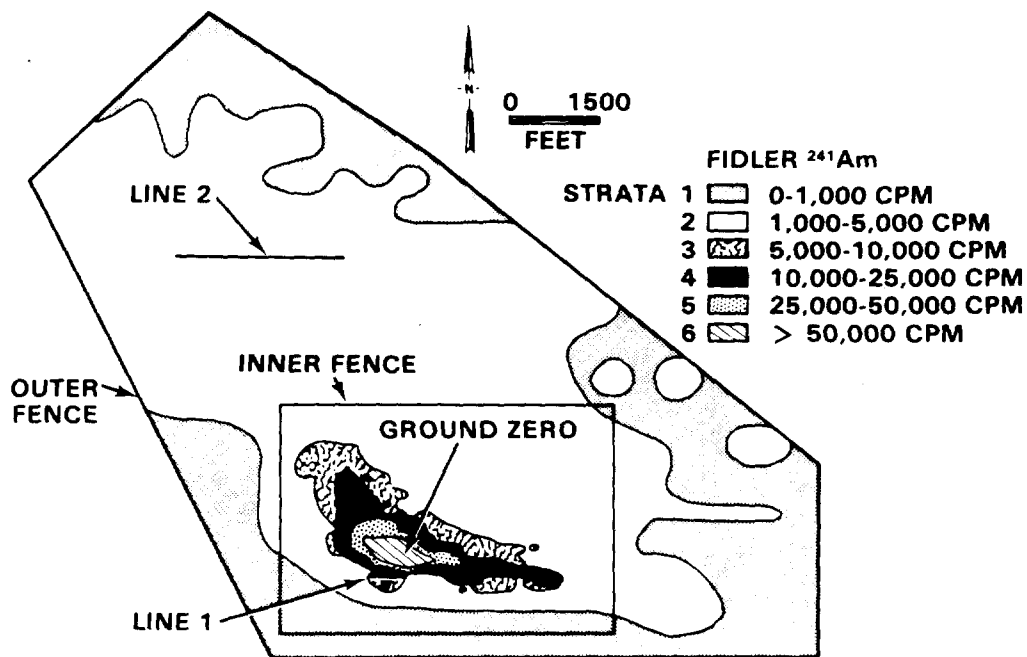 N
0 1500
FEET
FIDLER ²⁴¹Am
STRATA 1 0-1,000 CPM
2 1,000-5,000 CPM
3 5,000-10,000 CPM
4 10,000-25,000 CPM
5 25,000-50,000 CPM
6 > 50,000 CPM
LINE 2
INNER FENCE
OUTER
FENCE
GROUND ZERO
LINE 1